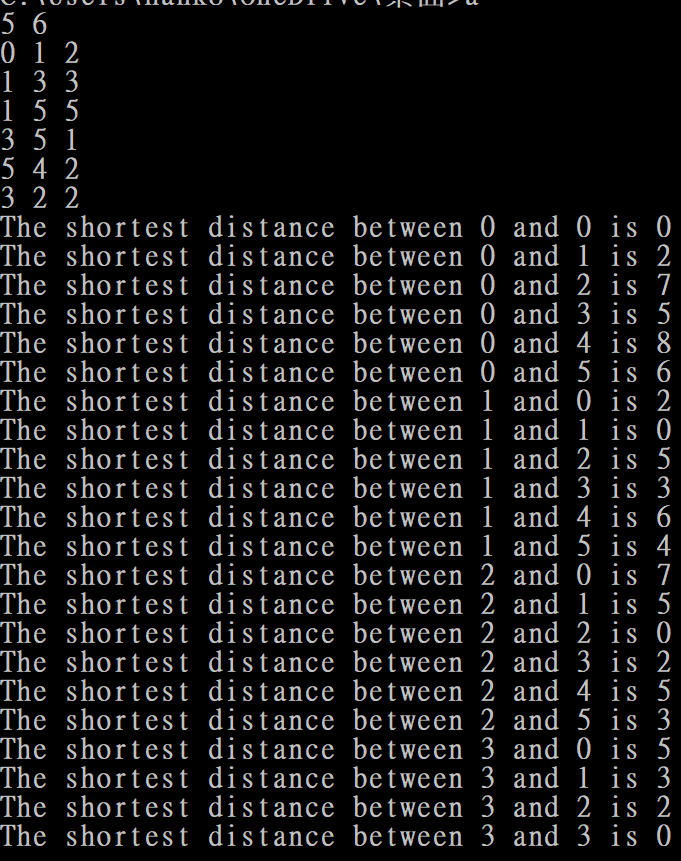 C:\Users\hanko\OneDrive\桌面>a
5 6
0 1 2
1 3 3
1 5 5
3 5 1
5 4 2
3 2 2
The shortest distance between 0 and 0 is 0
The shortest distance between 0 and 1 is 2
The shortest distance between 0 and 2 is 7
The shortest distance between 0 and 3 is 5
The shortest distance between 0 and 4 is 8
The shortest distance between 0 and 5 is 6
The shortest distance between 1 and 0 is 2
The shortest distance between 1 and 1 is 0
The shortest distance between 1 and 2 is 5
The shortest distance between 1 and 3 is 3
The shortest distance between 1 and 4 is 6
The shortest distance between 1 and 5 is 4
The shortest distance between 2 and 0 is 7
The shortest distance between 2 and 1 is 5
The shortest distance between 2 and 2 is 0
The shortest distance between 2 and 3 is 2
The shortest distance between 2 and 4 is 5
The shortest distance between 2 and 5 is 3
The shortest distance between 3 and 0 is 5
The shortest distance between 3 and 1 is 3
The shortest distance between 3 and 2 is 2
The shortest distance between 3 and 3 is 0